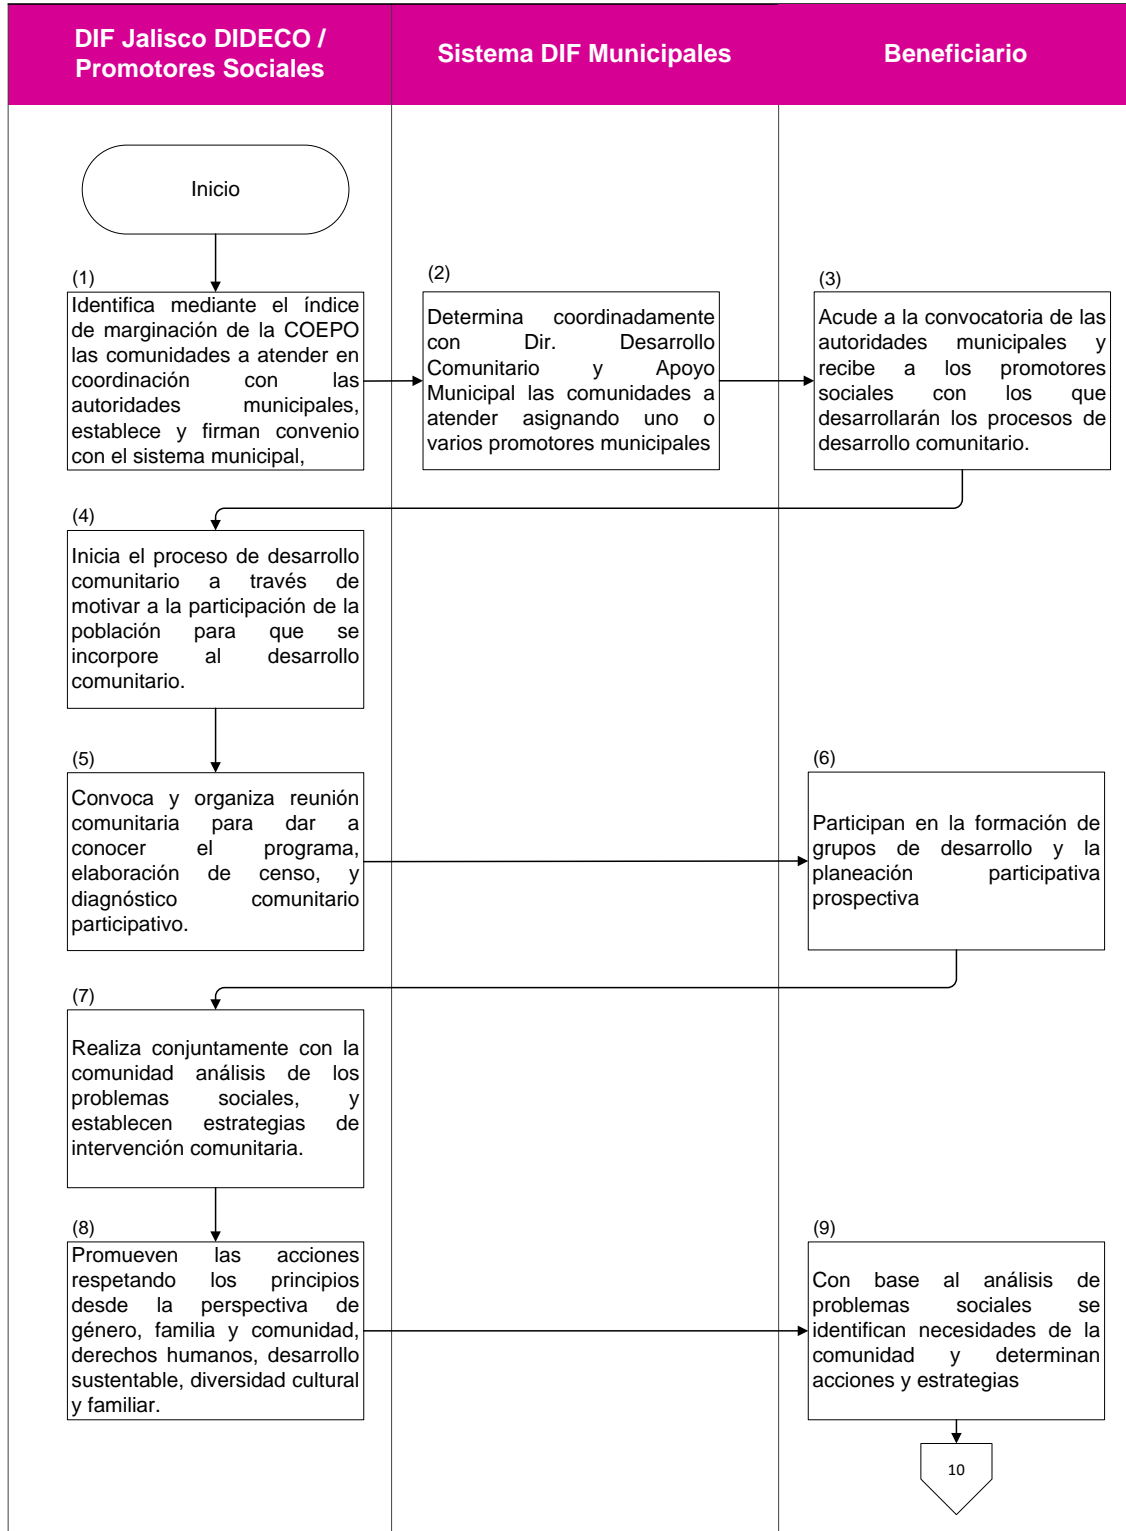 DIF Jalisco DIDECO /
Promotores Sociales
Sistema DIF Municipales
Beneficiario
Inicio
(1)
Identifica mediante el índice
de marginación de la COEPO
las comunidades a atender en
coordinación con las
autoridades municipales,
establece y firman convenio
con el sistema municipal,
(2)
Determina coordinadamente
con Dir. Desarrollo
Comunitario y Apoyo
Municipal las comunidades a
atender asignando uno o
varios promotores municipales
(3)
Acude a la convocatoria de las
autoridades municipales y
recibe a los promotores
sociales con los que
desarrollarán los procesos de
desarrollo comunitario.
(4)
Inicia el proceso de desarrollo
comunitario a través de
motivar a la participación de la
población para que se
incorpore al desarrollo
comunitario.
(5)
Convoca y organiza reunión
comunitaria para dar a
conocer el programa,
elaboración de censo, y
diagnóstico comunitario
participativo.
(6)
Participan en la formación de
grupos de desarrollo y la
planeación participativa
prospectiva
(7)
Realiza conjuntamente con la
comunidad análisis de los
problemas sociales, y
establecen estrategias de
intervención comunitaria.
(8)
Promueven las acciones
respetando los principios
desde la perspectiva de
género, familia y comunidad,
derechos humanos, desarrollo
sustentable, diversidad cultural
y familiar.
(9)
Con base al análisis de
problemas sociales se
identifican necesidades de la
comunidad y determinan
acciones y estrategias
10